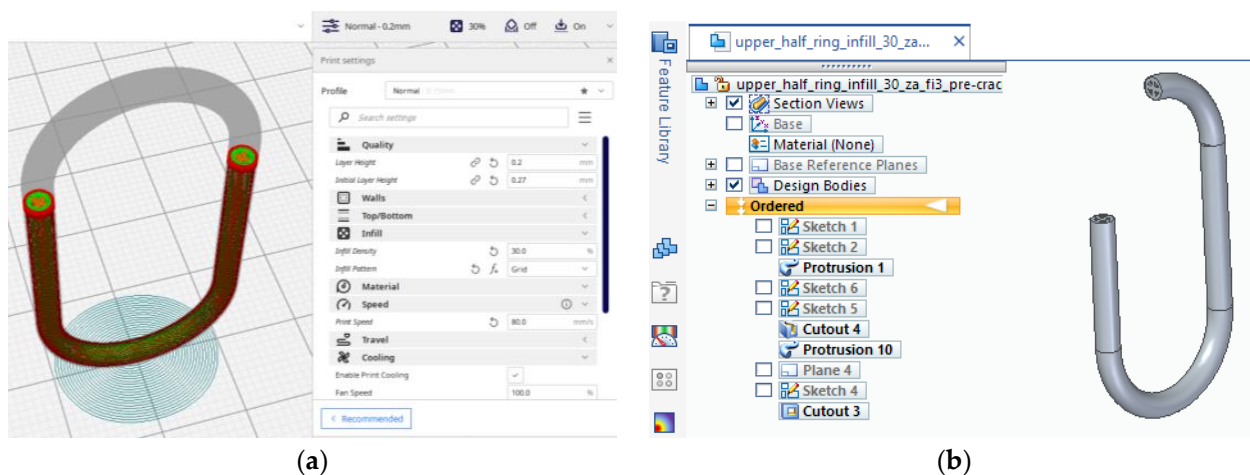 Normal - 0.2mm 30% Off On
Print settings
Profile Normal 0.15mm
Search settings
Quality
Layer Height 0.2 mm
Initial Layer Height 0.27 mm
Walls
Top/Bottom
Infill
Infill Density 30.0 %
Infill Pattern Grid
Material
Speed
Print Speed 80.0 mm/s
Travel
Cooling
Enable Print Cooling
Fan Speed 100.0 %
Recommended
(a)
upper_half_ring_infill_30_za...
Feature Library
upper_half_ring_infill_30_za_fi3_pre-crac
Section Views
Base
Material (None)
Base Reference Planes
Design Bodies
Ordered
Sketch 1
Sketch 2
Protrusion 1
Sketch 6
Sketch 5
Cutout 4
Protrusion 10
Plane 4
Sketch 4
Cutout 3
(b)